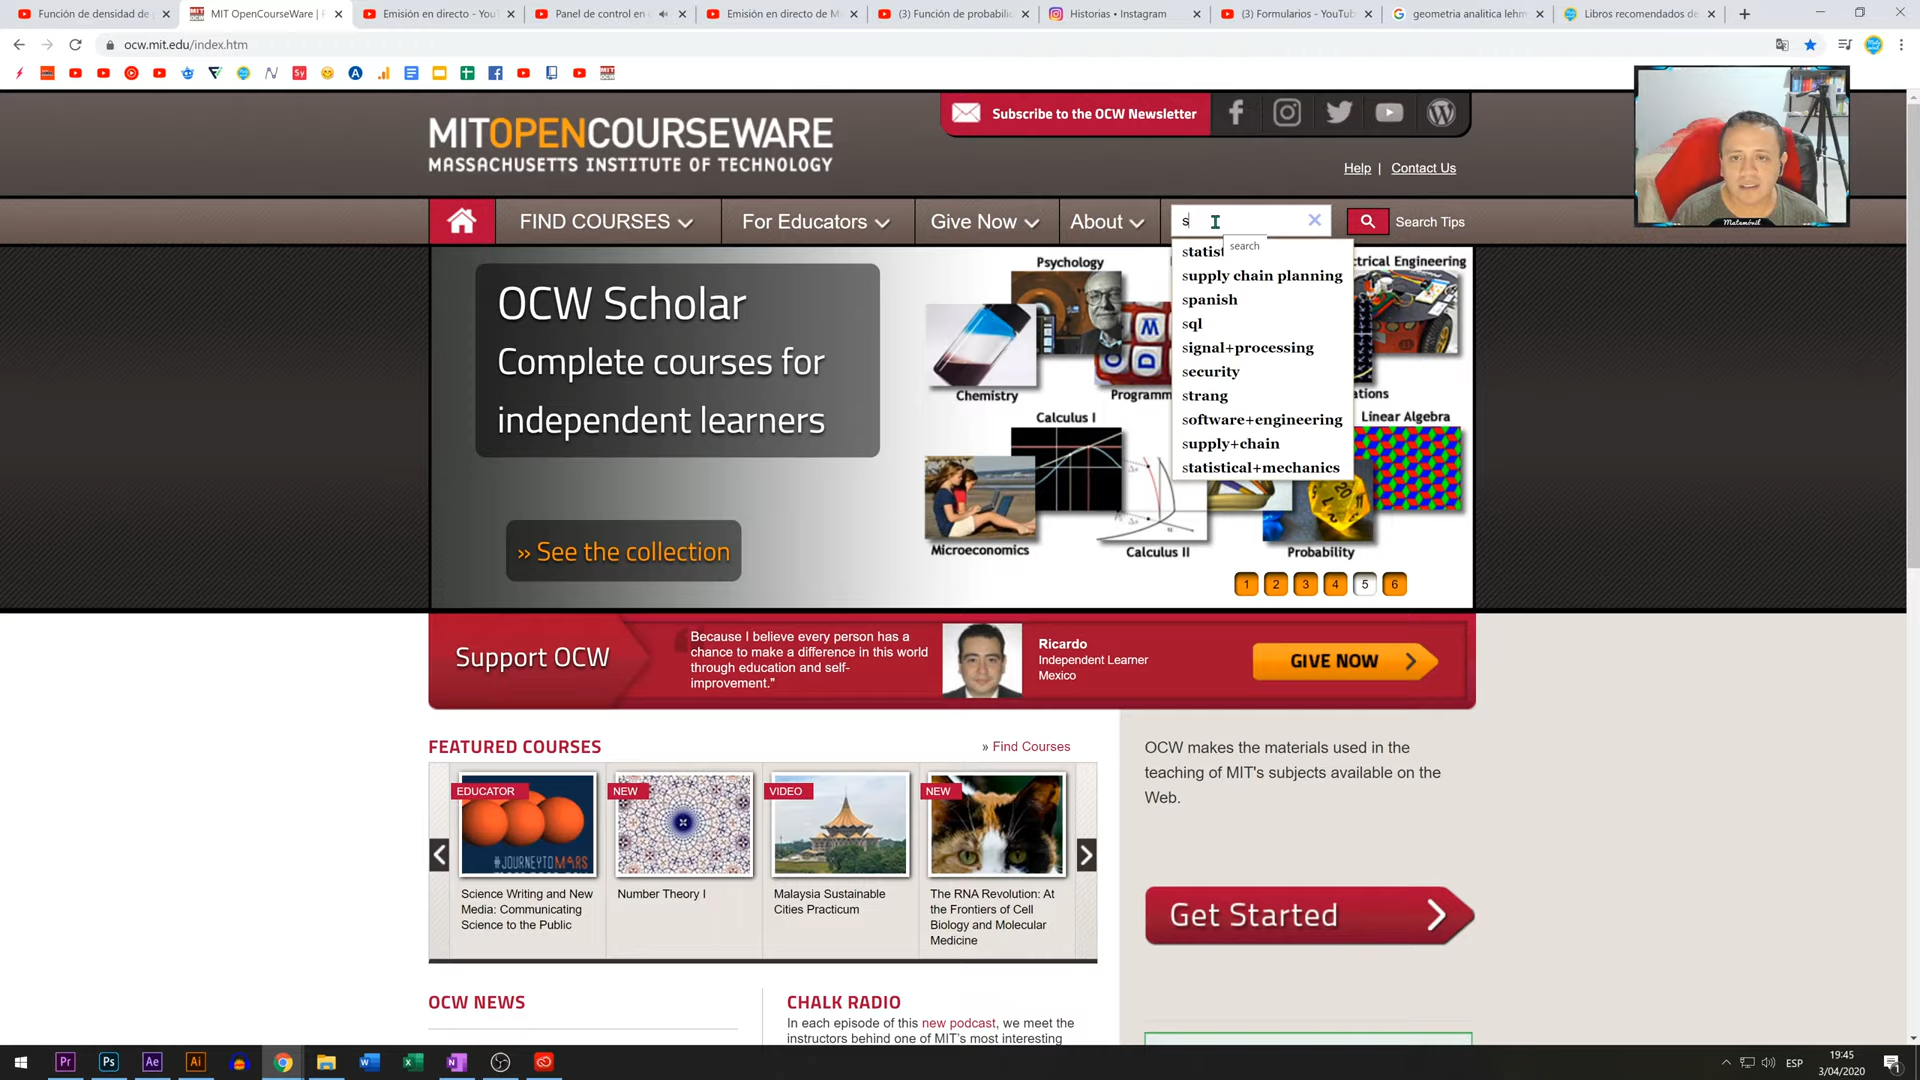 Función de densidad de
MIT OpenCourseWare |
Emisión en directo - YouT
Panel de control en
Emisión en directo de M
(3) Función de probabili
Historias • Instagram
(3) Formularios - YouTube
geometria analitica lehm
Libros recomendados de
ocw.mit.edu/index.htm
MITOPENCOURSEWARE
MASSACHUSETTS INSTITUTE OF TECHNOLOGY
Subscribe to the OCW Newsletter
Help | Contact Us
Matemóvil
FIND COURSES
For Educators
Give Now
About
s
Search Tips
search
statist
supply chain planning
spanish
sql
signal+processing
security
strang
software+engineering
supply+chain
statistical+mechanics
OCW Scholar
Complete courses for
independent learners
» See the collection
Psychology
ctrical Engineering
Chemistry
Programm
ations
Calculus I
Linear Algebra
Microeconomics
Calculus II
Probability
1 2 3 4 5 6
Support OCW
Because I believe every person has a
chance to make a difference in this world
through education and self-
improvement."
Ricardo
Independent Learner
Mexico
GIVE NOW
FEATURED COURSES
» Find Courses
EDUCATOR
NEW
VIDEO
NEW
#JOURNEYTOMARS
Science Writing and New
Media: Communicating
Science to the Public
Number Theory I
Malaysia Sustainable
Cities Practicum
The RNA Revolution: At
the Frontiers of Cell
Biology and Molecular
Medicine
OCW makes the materials used in the
teaching of MIT's subjects available on the
Web.
Get Started
OCW NEWS
CHALK RADIO
In each episode of this new podcast, we meet the
instructors behind one of MIT's most interesting
ESP
19:45
3/04/2020